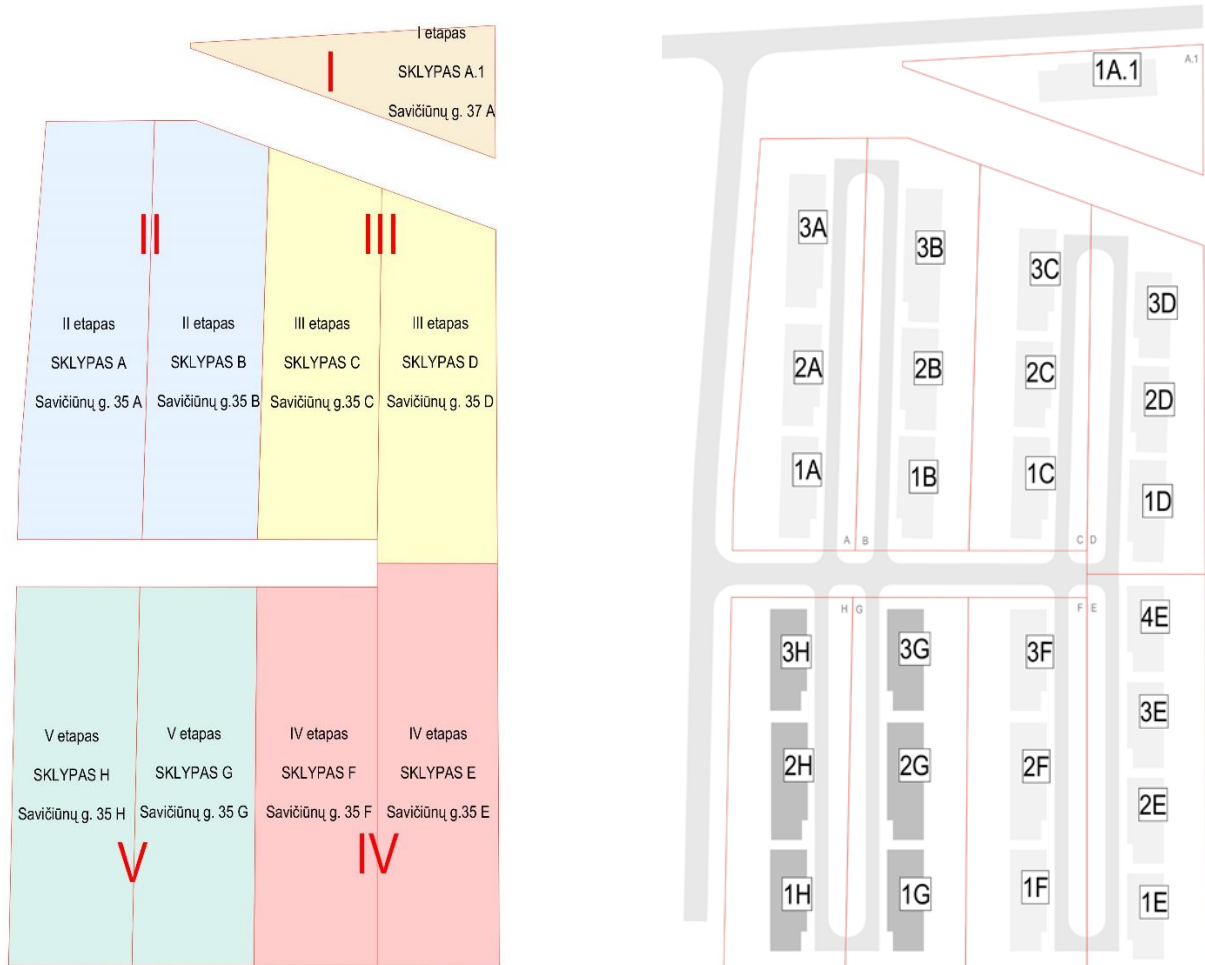 I etapas
SKLYPAS A.1
Savičiūnų g. 37 A
I
II
III
II etapas
SKLYPAS A
Savičiūnų g. 35 A
II etapas
SKLYPAS B
Savičiūnų g.35 B
III etapas
SKLYPAS C
Savičiūnų g.35 C
III etapas
SKLYPAS D
Savičiūnų g. 35 D
V etapas
SKLYPAS H
Savičiūnų g. 35 H
V etapas
SKLYPAS G
Savičiūnų g. 35 G
IV etapas
SKLYPAS F
Savičiūnų g. 35 F
IV etapas
SKLYPAS E
Savičiūnų g.35 E
V
IV
1A.1
A.1
3A
3B
3C
3D
2A
2B
2C
2D
1A
1B
1C
1D
A B
C D
H G
F E
4E
3H
3G
3F
3E
2H
2G
2F
2E
1H
1G
1F
1E